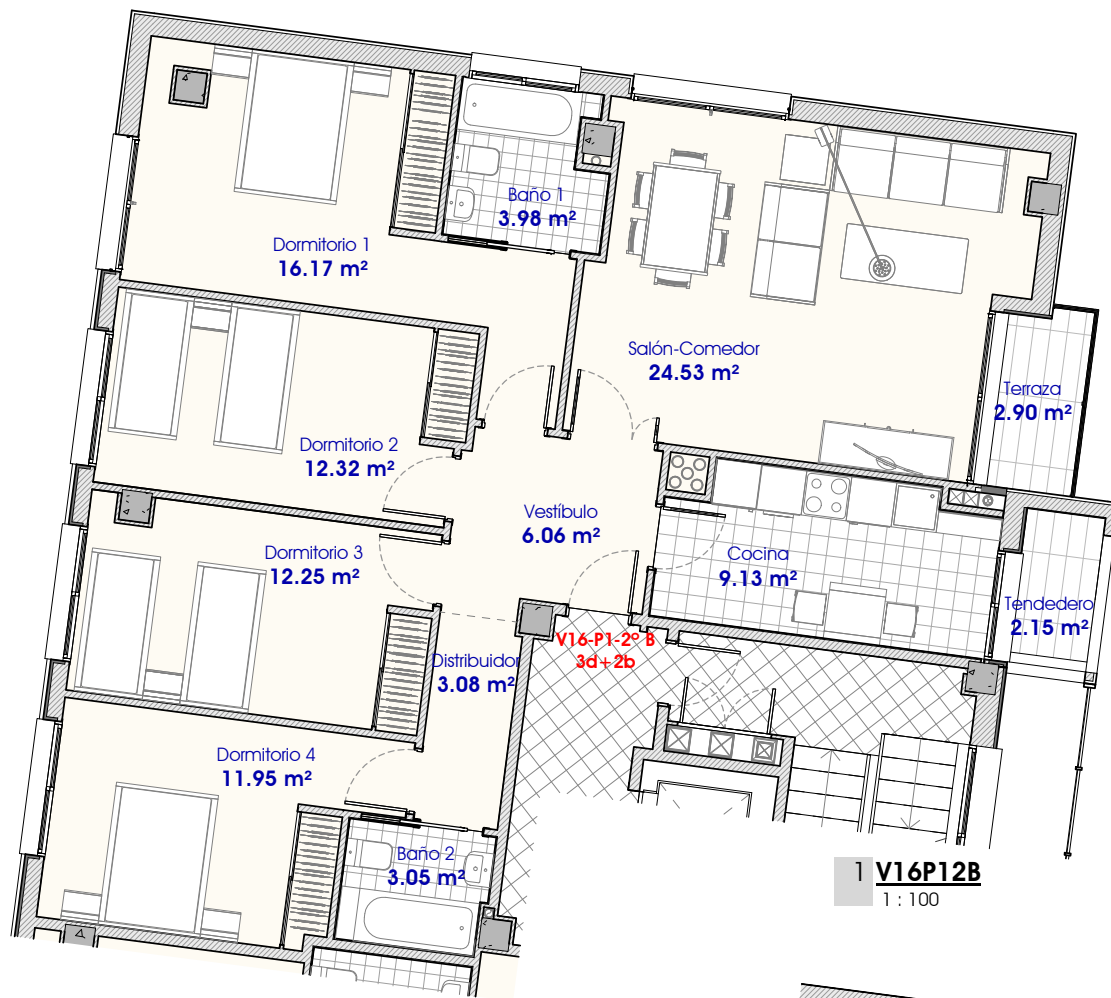 Baño 1
3.98 m²
Dormitorio 1
16.17 m²
Salón-Comedor
24.53 m²
Terraza
2.90 m²
Dormitorio 2
12.32 m²
Vestíbulo
6.06 m²
Dormitorio 3
12.25 m²
Cocina
9.13 m²
Tendedero
2.15 m²
V16-P1-2º B
3d+2b
Distribuidor
3.08 m²
Dormitorio 4
11.95 m²
Baño 2
3.05 m²
1 V16P12B
1 : 100